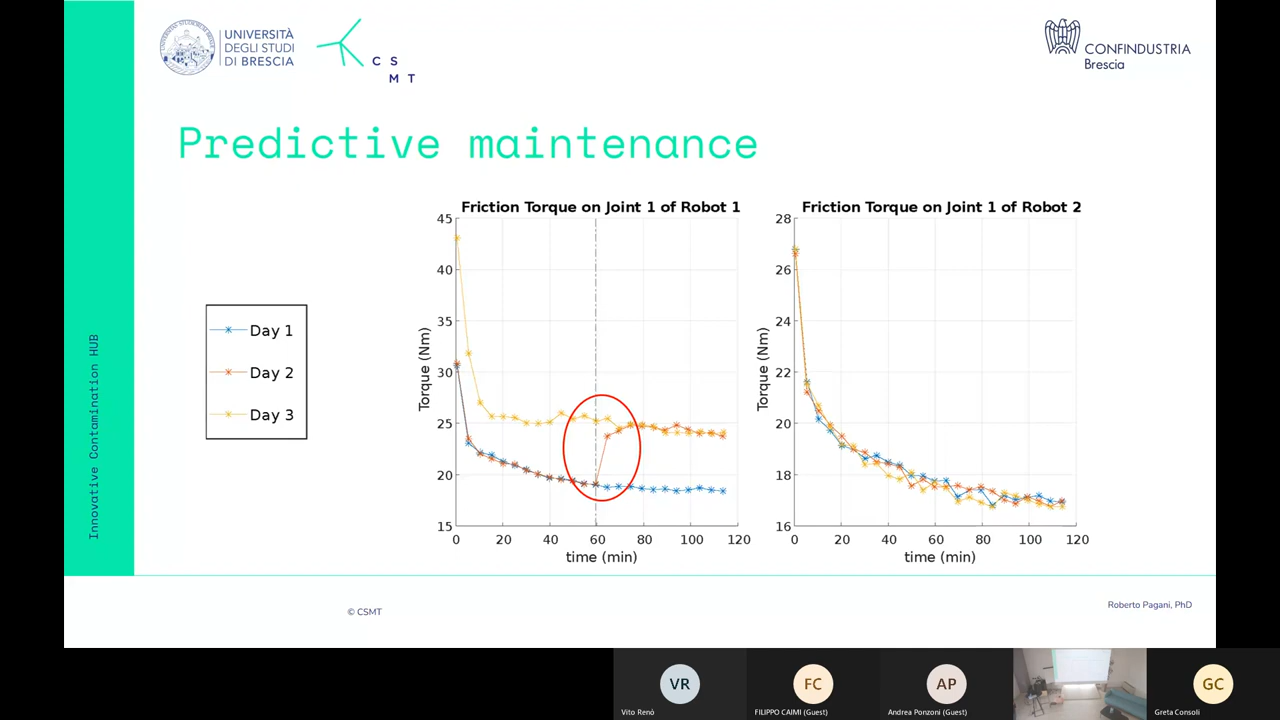 UNIVERSITÀ
DEGLI STUDI
DI BRESCIA
C S
M T
CONFINDUSTRIA
Brescia
Predictive maintenance
Innovative Contamination HUB
Day 1
Day 2
Day 3
Friction Torque on Joint 1 of Robot 1
Torque (Nm)
45
40
35
30
25
20
15
0 20 40 60 80 100 120
time (min)
Friction Torque on Joint 1 of Robot 2
Torque (Nm)
28
26
24
22
20
18
16
0 20 40 60 80 100 120
time (min)
© CSMT
Roberto Pagani, PhD
VR
Vito Renò
FC
FILIPPO CAIMI (Guest)
AP
Andrea Ponzoni (Guest)
GC
Greta Consoli